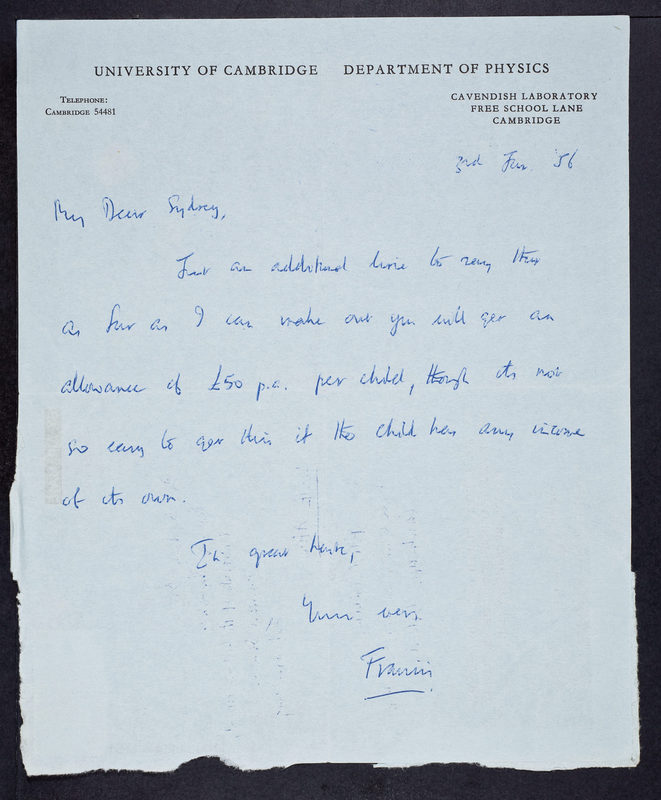 UNIVERSITY OF CAMBRIDGE DEPARTMENT OF PHYSICS
TELEPHONE:
CAMBRIDGE 54481
CAVENDISH LABORATORY
FREE SCHOOL LANE
CAMBRIDGE
3rd Jan '56
My Dear Sydney,
Just an additional line to say that
as far as I can make out you will get an
allowance of £50 p.a. per child, though its not
so easy to get this if the child has any income
of its own.
In great haste,
Yours ever
Francis